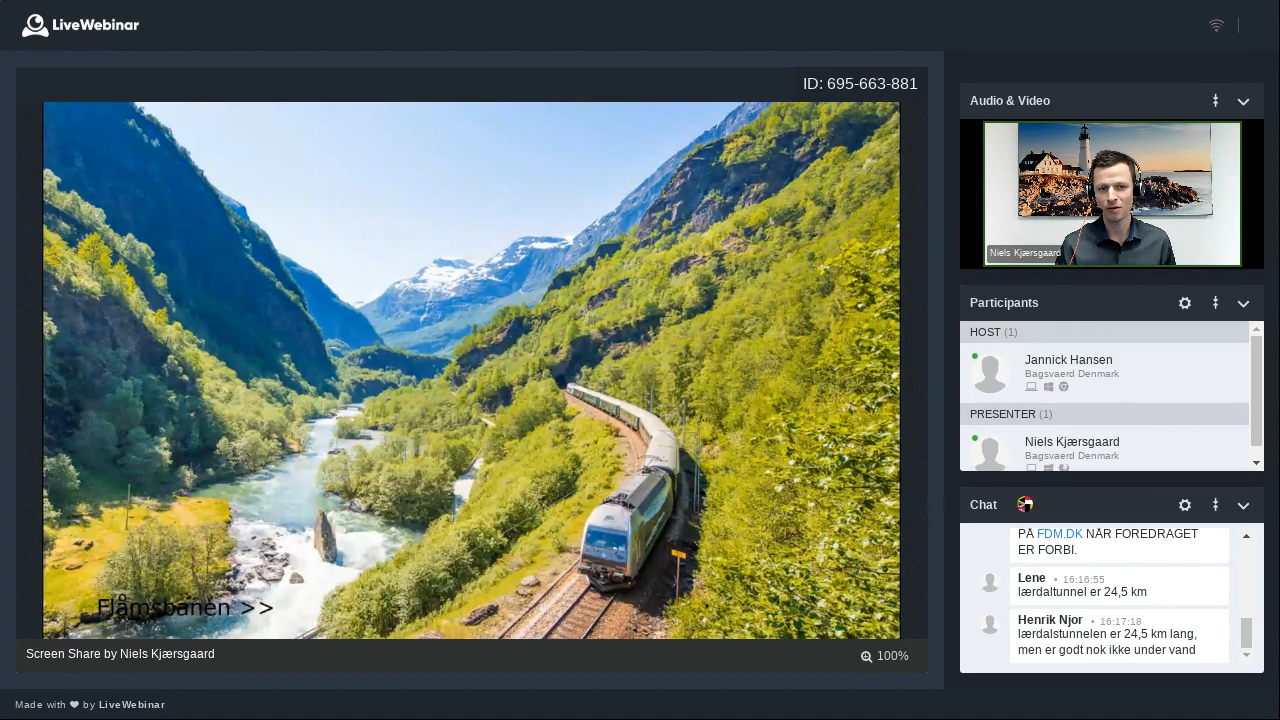 LiveWebinar
ID: 695-663-881
Flåmsbanen >>
Screen Share by Niels Kjærsgaard
100%
Made with by LiveWebinar
Audio & Video
Niels Kjærsgaard
Participants
HOST (1)
Jannick Hansen
Bagsvaerd Denmark
PRESENTER (1)
Niels Kjærsgaard
Bagsvaerd Denmark
Chat
PÅ FDM.DK NÅR FOREDRAGET
ER FORBI.
Lene • 16:16:55
lærdaltunnel er 24,5 km
Henrik Njor • 16:17:18
lærdalstunnelen er 24,5 km lang,
men er godt nok ikke under vand